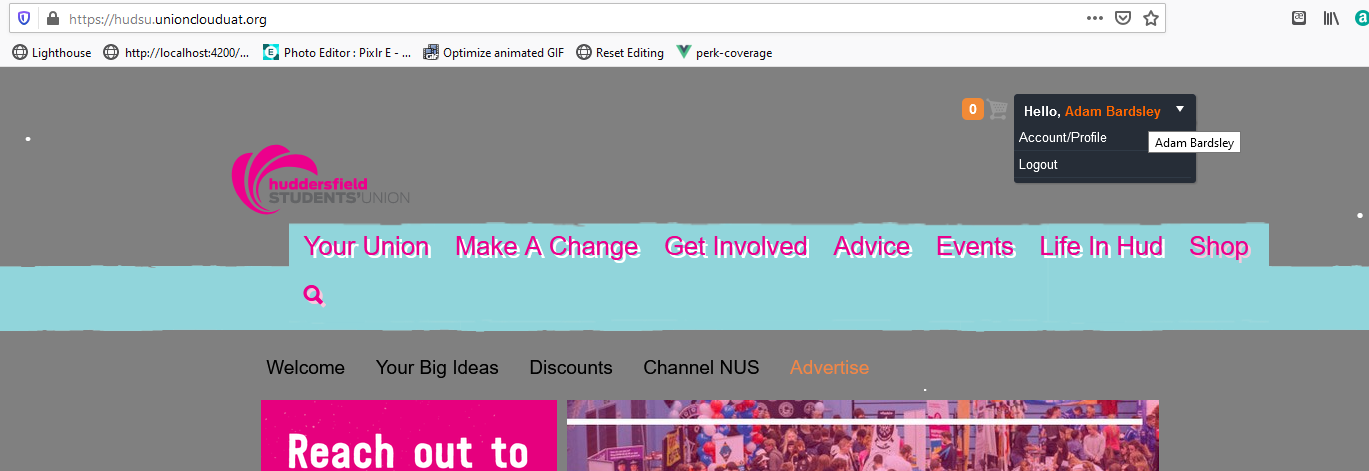 https://hudsu.unionclouduat.org
Lighthouse http://localhost:4200/... Photo Editor : Pixlr E - ... Optimize animated GIF Reset Editing perk-coverage
0 Hello, Adam Bardsley
Account/Profile
Adam Bardsley
Logout
huddersfield
STUDENTS'UNION
Your Union Make A Change Get Involved Advice Events Life In Hud Shop
Welcome Your Big Ideas Discounts Channel NUS Advertise
Reach out to